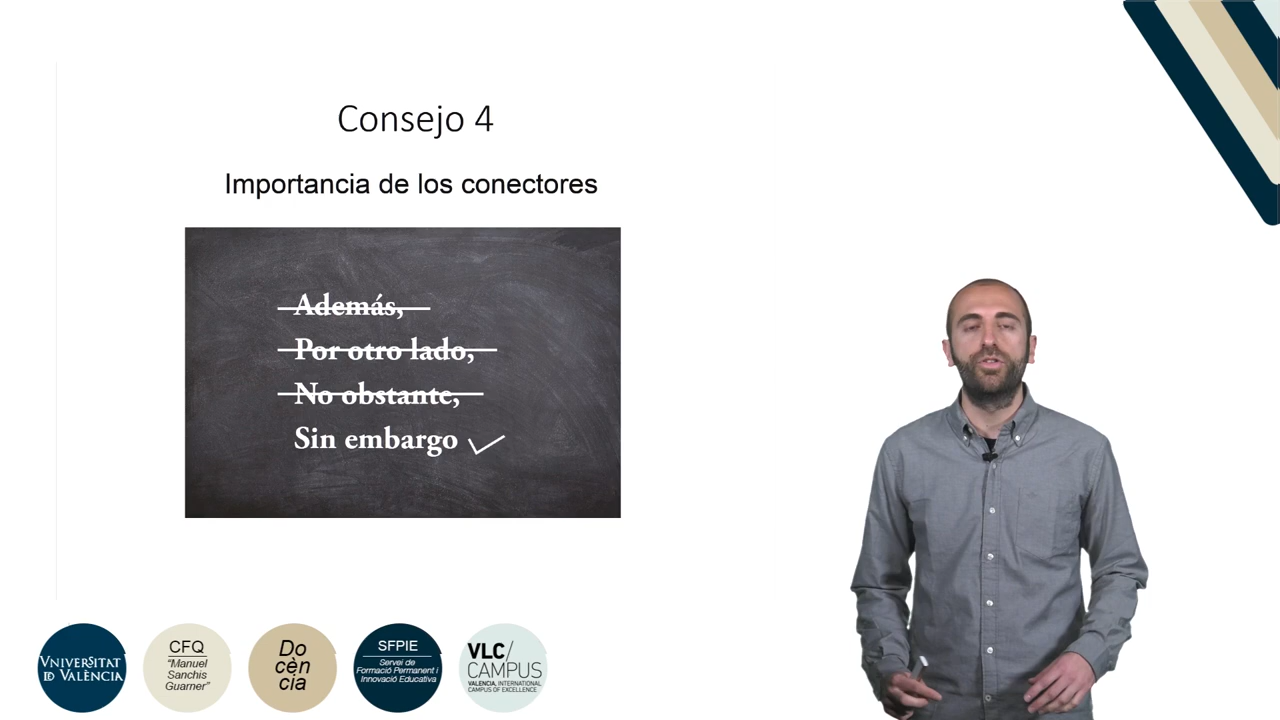 Consejo 4
Importancia de los conectores
Además,
Por otro lado,
No obstante,
Sin embargo
VNIVERSITAT
ID VALÈNCIA
CFQ
"Manuel
Sanchis
Guarner"
Do
cèn
cia
SFPIE
Servei de
Formació Permanent i
Innovació Educativa
VLC/
CAMPUS
VALENCIA, INTERNATIONAL
CAMPUS OF EXCELLENCE